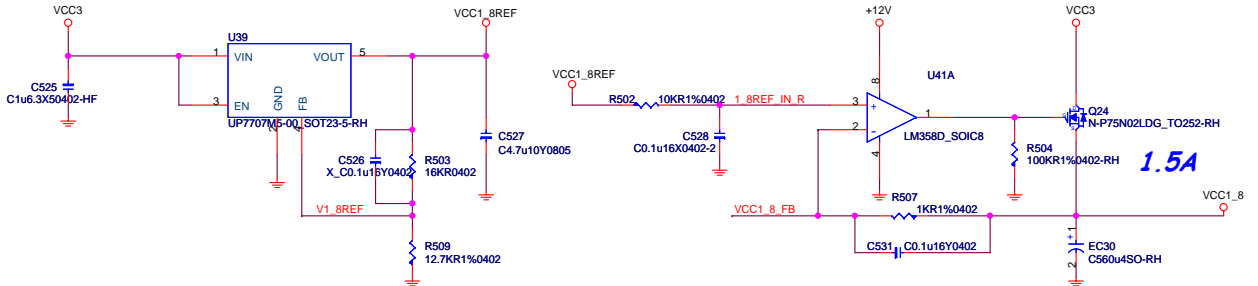 VCC3
VCC1_8REF
+12V
VCC3
U39
1
VIN
VOUT
5
3
EN
GND
FB
2
4
UP7707M5-00_SOT23-5-RH
C525
C1u6.3X50402-HF
C526
X_C0.1u16Y0402
R503
16KR0402
C527
C4.7u10Y0805
V1_8REF
R509
12.7KR1%0402
VCC1_8REF
R502
10KR1%0402
1_8REF_IN_R
C528
C0.1u16X0402-2
U41A
8
3
+
2
-
1
4
LM358D_SOIC8
Q24
N-P75N02LDG_TO252-RH
R504
100KR1%0402-RH
1.5A
VCC1_8
VCC1_8_FB
R507
1KR1%0402
C531
C0.1u16Y0402
1
+
2
EC30
C560u4SO-RH